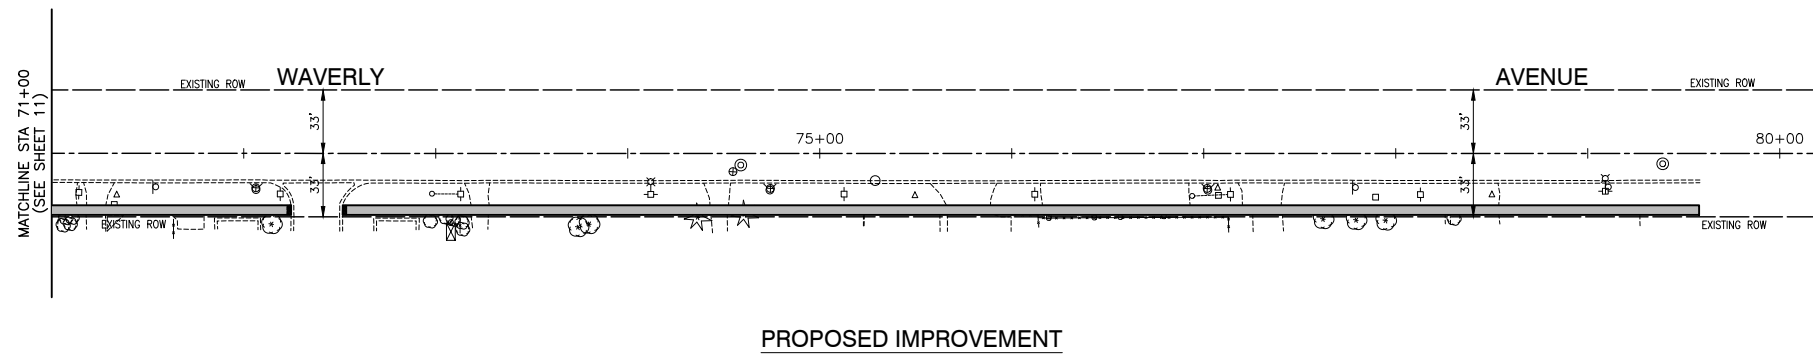 MATCHLINE STA 71+00
(SEE SHEET 11)
EXISTING ROW
WAVERLY
AVENUE
EXISTING ROW
33'
33'
75+00
80+00
33'
33'
EXISTING ROW
EXISTING ROW
PROPOSED IMPROVEMENT